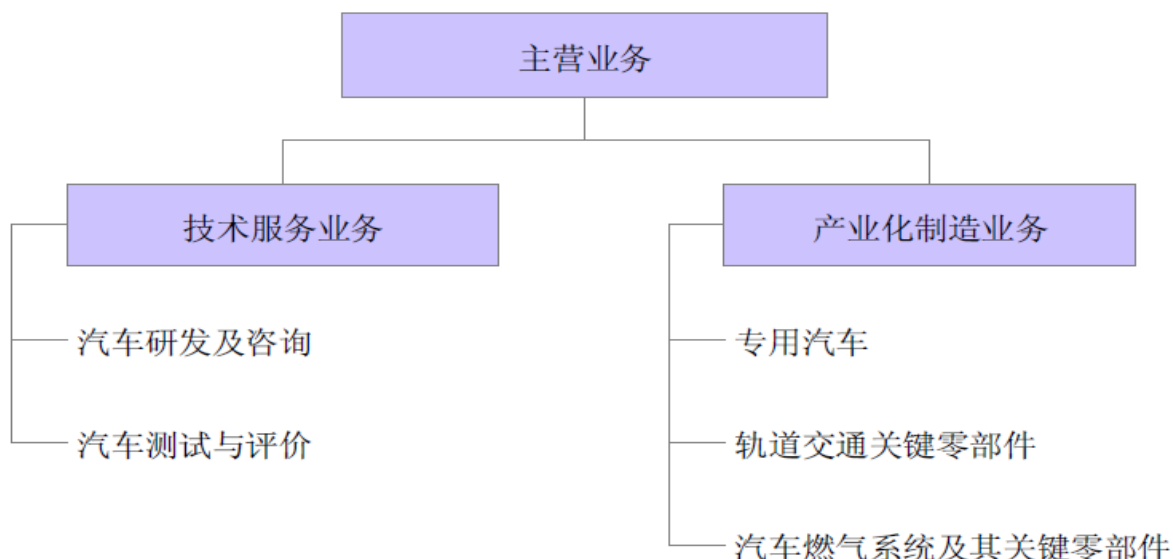 主营业务
技术服务业务
汽车研发及咨询
汽车测试与评价
产业化制造业务
专用汽车
轨道交通关键零部件
汽车燃气系统及其关键零部件